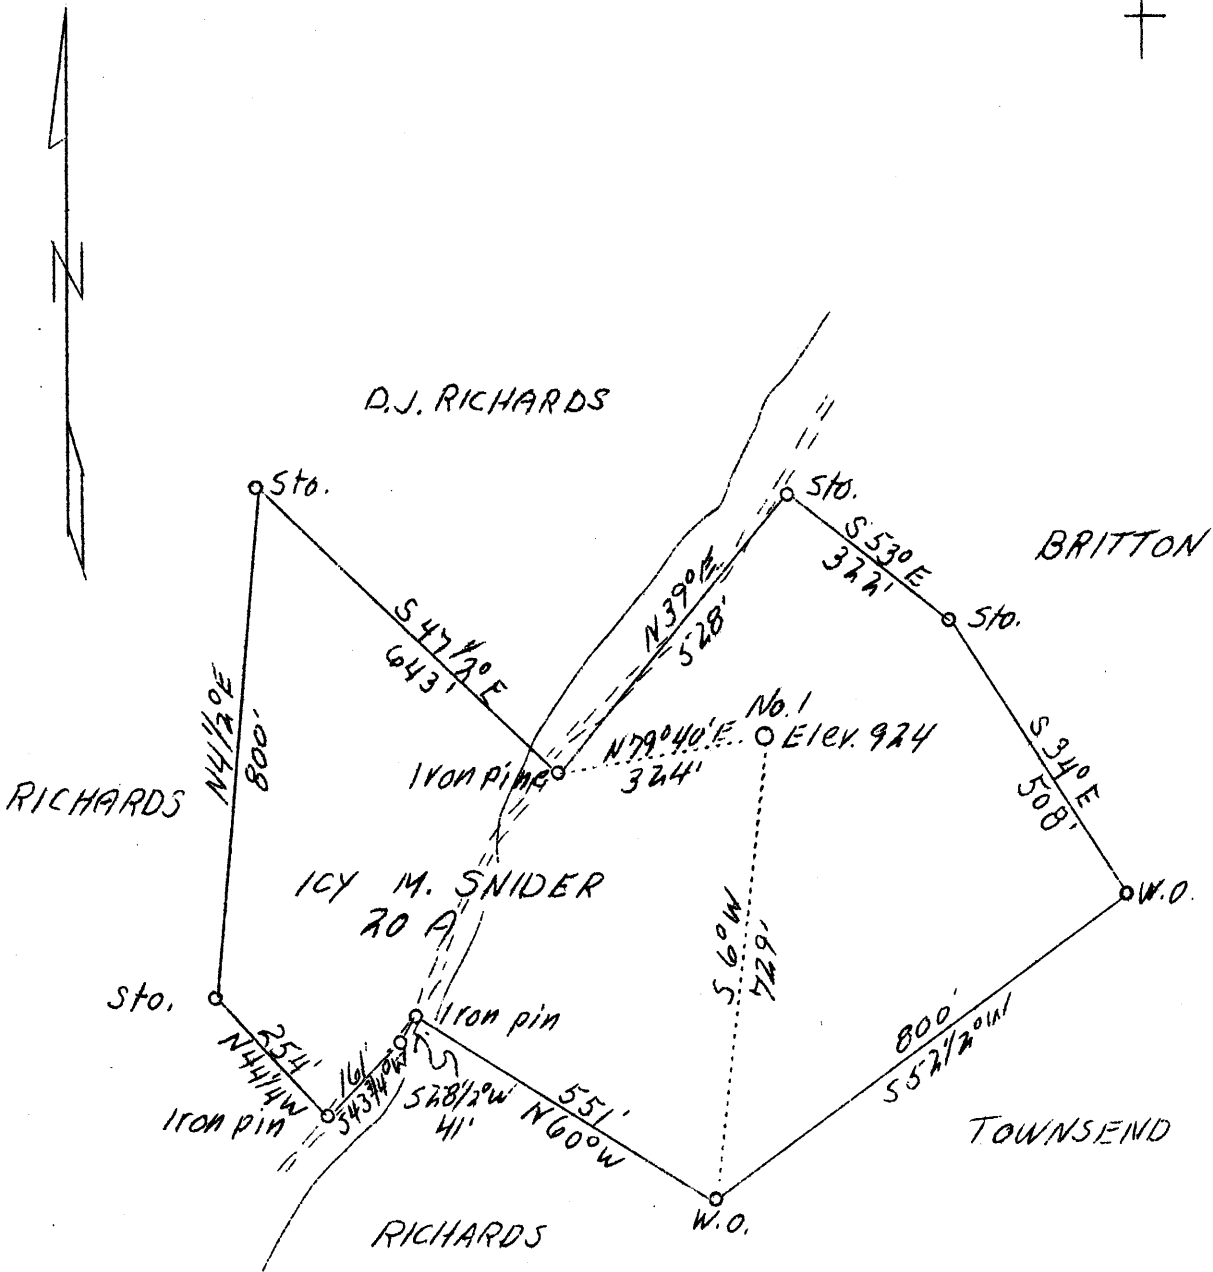 N
D.J. RICHARDS
Sto.
Sto.
S 53° E
322'
BRITTON
Sto.
S 47 1/2° E
643'
N 39° E
528'
No. 1
Elev. 924
N 79° 40' E
324'
Iron pin
N 4 1/2° E
800'
RICHARDS
S 34° E
508'
ICY M. SNIDER
20 A
W.O.
S 6° W
729'
Sto.
Iron pin
254'
N 44 1/4 W
161'
S 43 3/4° W
S 28 1/2° W
41'
Iron pin
551'
N 60° W
800'
S 52 1/2° W
TOWNSEND
W.O.
RICHARDS